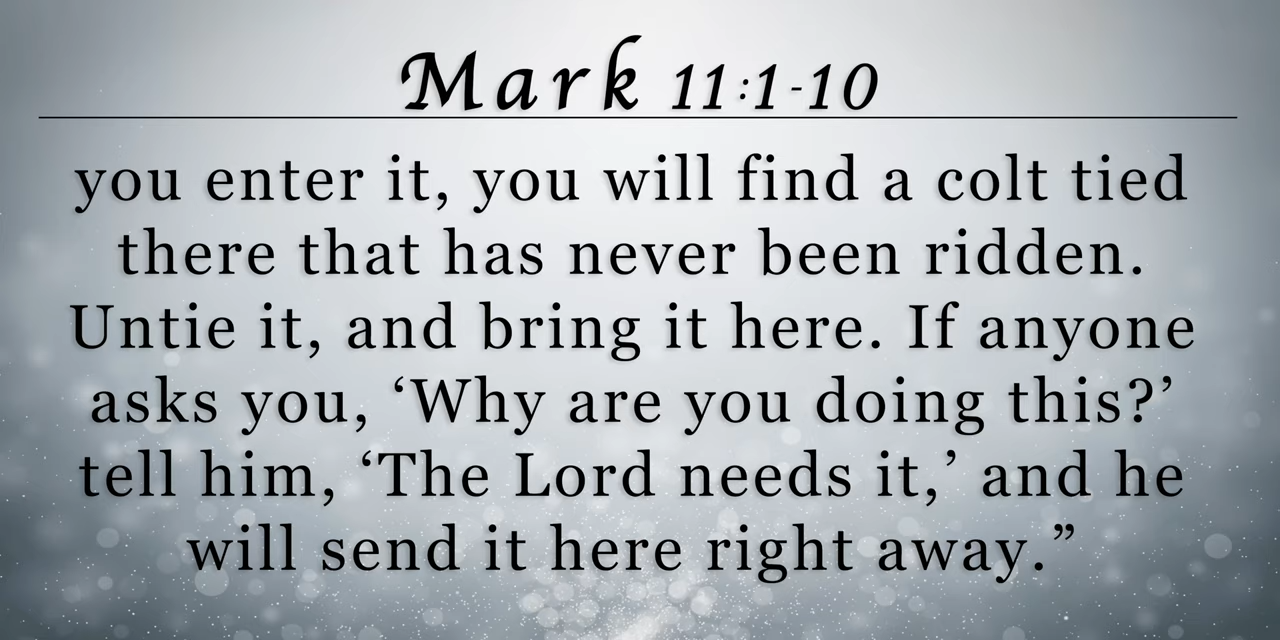 Mark 11:1-10
you enter it, you will find a colt tied
there that has never been ridden.
Untie it, and bring it here. If anyone
asks you, ‘Why are you doing this?’
tell him, ‘The Lord needs it,’ and he
will send it here right away.”